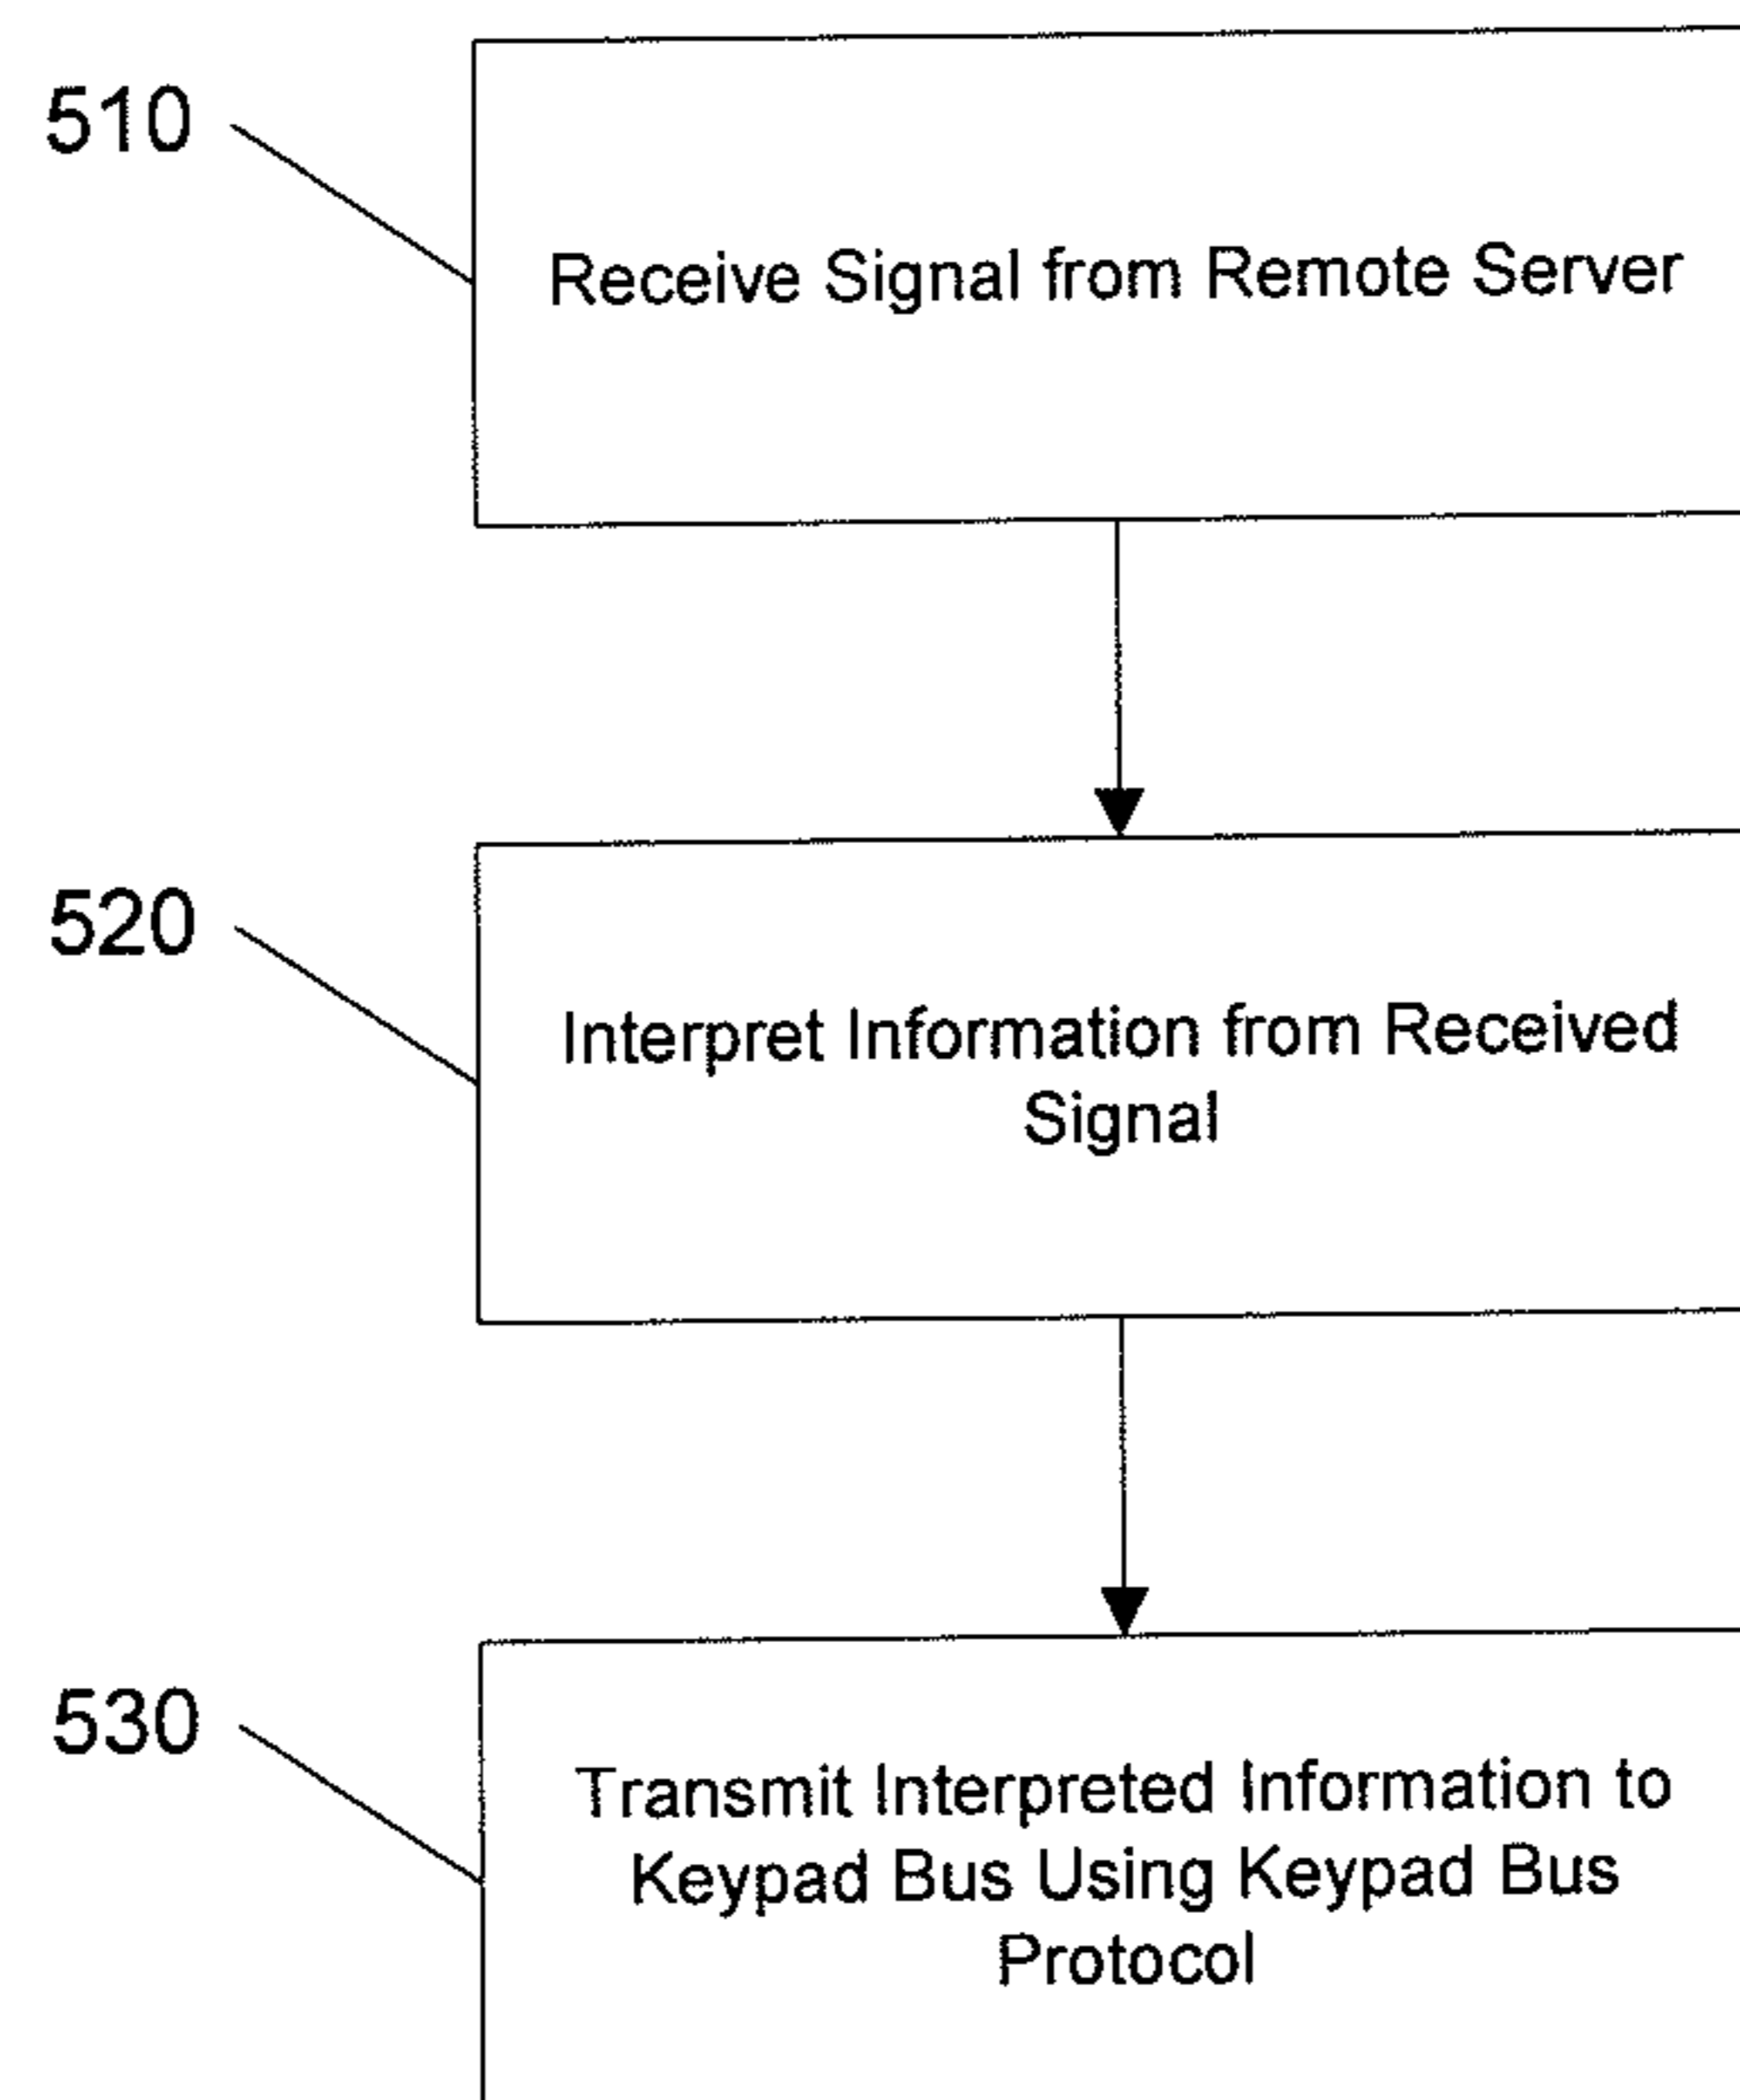 510
Receive Signal from Remote Server
520
Interpret Information from Received
Signal
530
Transmit Interpreted Information to
Keypad Bus Using Keypad Bus
Protocol